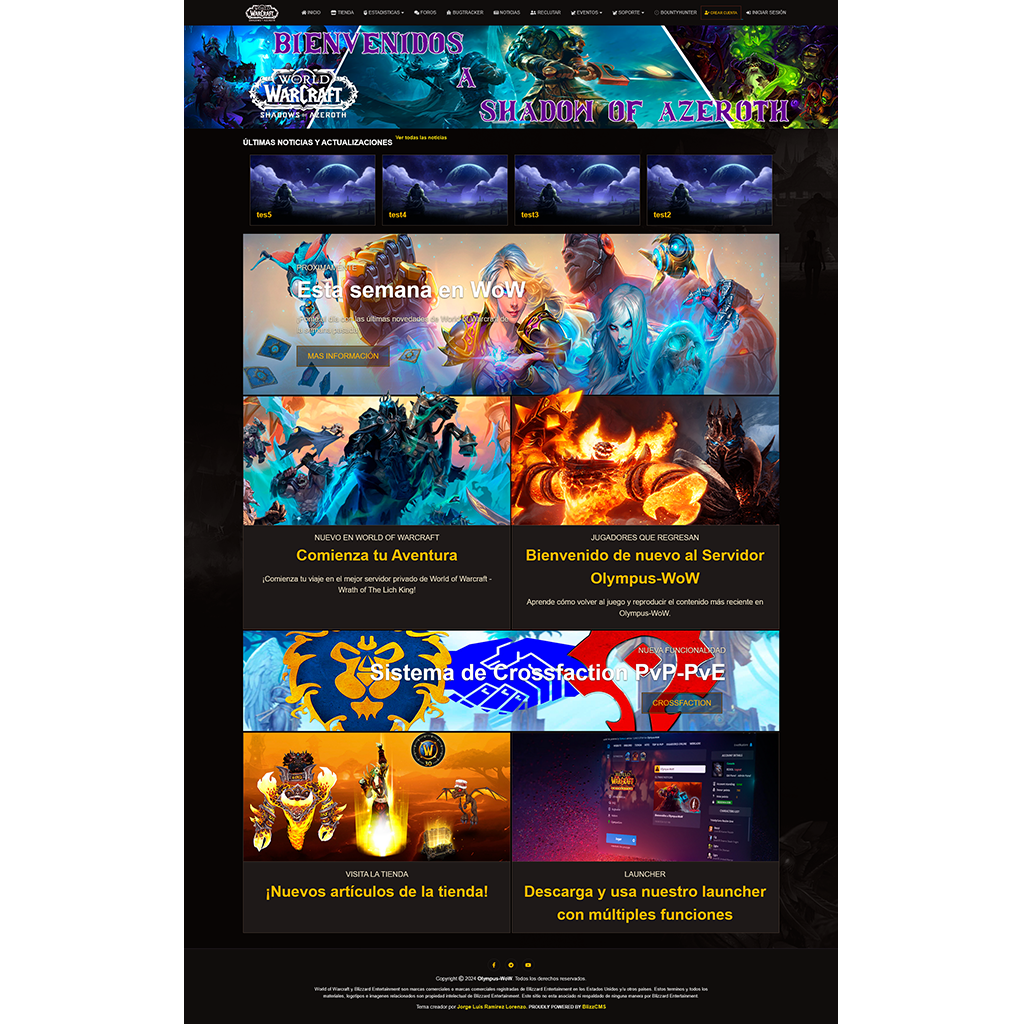 WORLD OF WARCRAFT
INICIO
TIENDA
ESTADISTICAS
FOROS
BUGTRACKER
NOTICIAS
RECLUTAR
EVENTOS
SOPORTE
BOUNTYHUNTER
CREAR CUENTA
INICIAR SESIÓN
BIENVENIDOS
A
SHADOW OF AZEROTH
WORLD
OF
WARCRAFT
SHADOWS OF AZEROTH
ÚLTIMAS NOTICIAS Y ACTUALIZACIONES
Ver todas las noticias
tes5
test4
test3
test2
PROXIMAMENTE
Esta semana en WoW
las últimas novedades de World of Warcraft de
la semana pasada
MAS INFORMACIÓN
NUEVO EN WORLD OF WARCRAFT
Comienza tu Aventura
¡Comienza tu viaje en el mejor servidor privado de World of Warcraft -
Wrath of The Lich King!
JUGADORES QUE REGRESAN
Bienvenido de nuevo al Servidor
Olympus-WoW
Aprende cómo volver al juego y reproducir el contenido más reciente en
Olympus-WoW.
NUEVA FUNCIONALIDAD
Sistema de Crossfaction PvP-PvE
CROSSFACTION
VISITA LA TIENDA
¡Nuevos artículos de la tienda!
LAUNCHER
Descarga y usa nuestro launcher
con múltiples funciones
Copyright © 2024 Olympus-WoW. Todos los derechos reservados.
World of Warcraft y Blizzard Entertainment son marcas comerciales o marcas comerciales registradas de Blizzard Entertainment en los Estados Unidos y/u otros países. Estos terminos y todos los
materiales, logotipos e imagenes relacionados son propiedad intelectual de Blizzard Entertainment. Este sitio no esta asociado ni respaldado de ninguna manera por Blizzard Entertainment.
Tema creador por Jorge Luis Ramirez Lorenzo. PROUDLY POWERED BY BlizzCMS